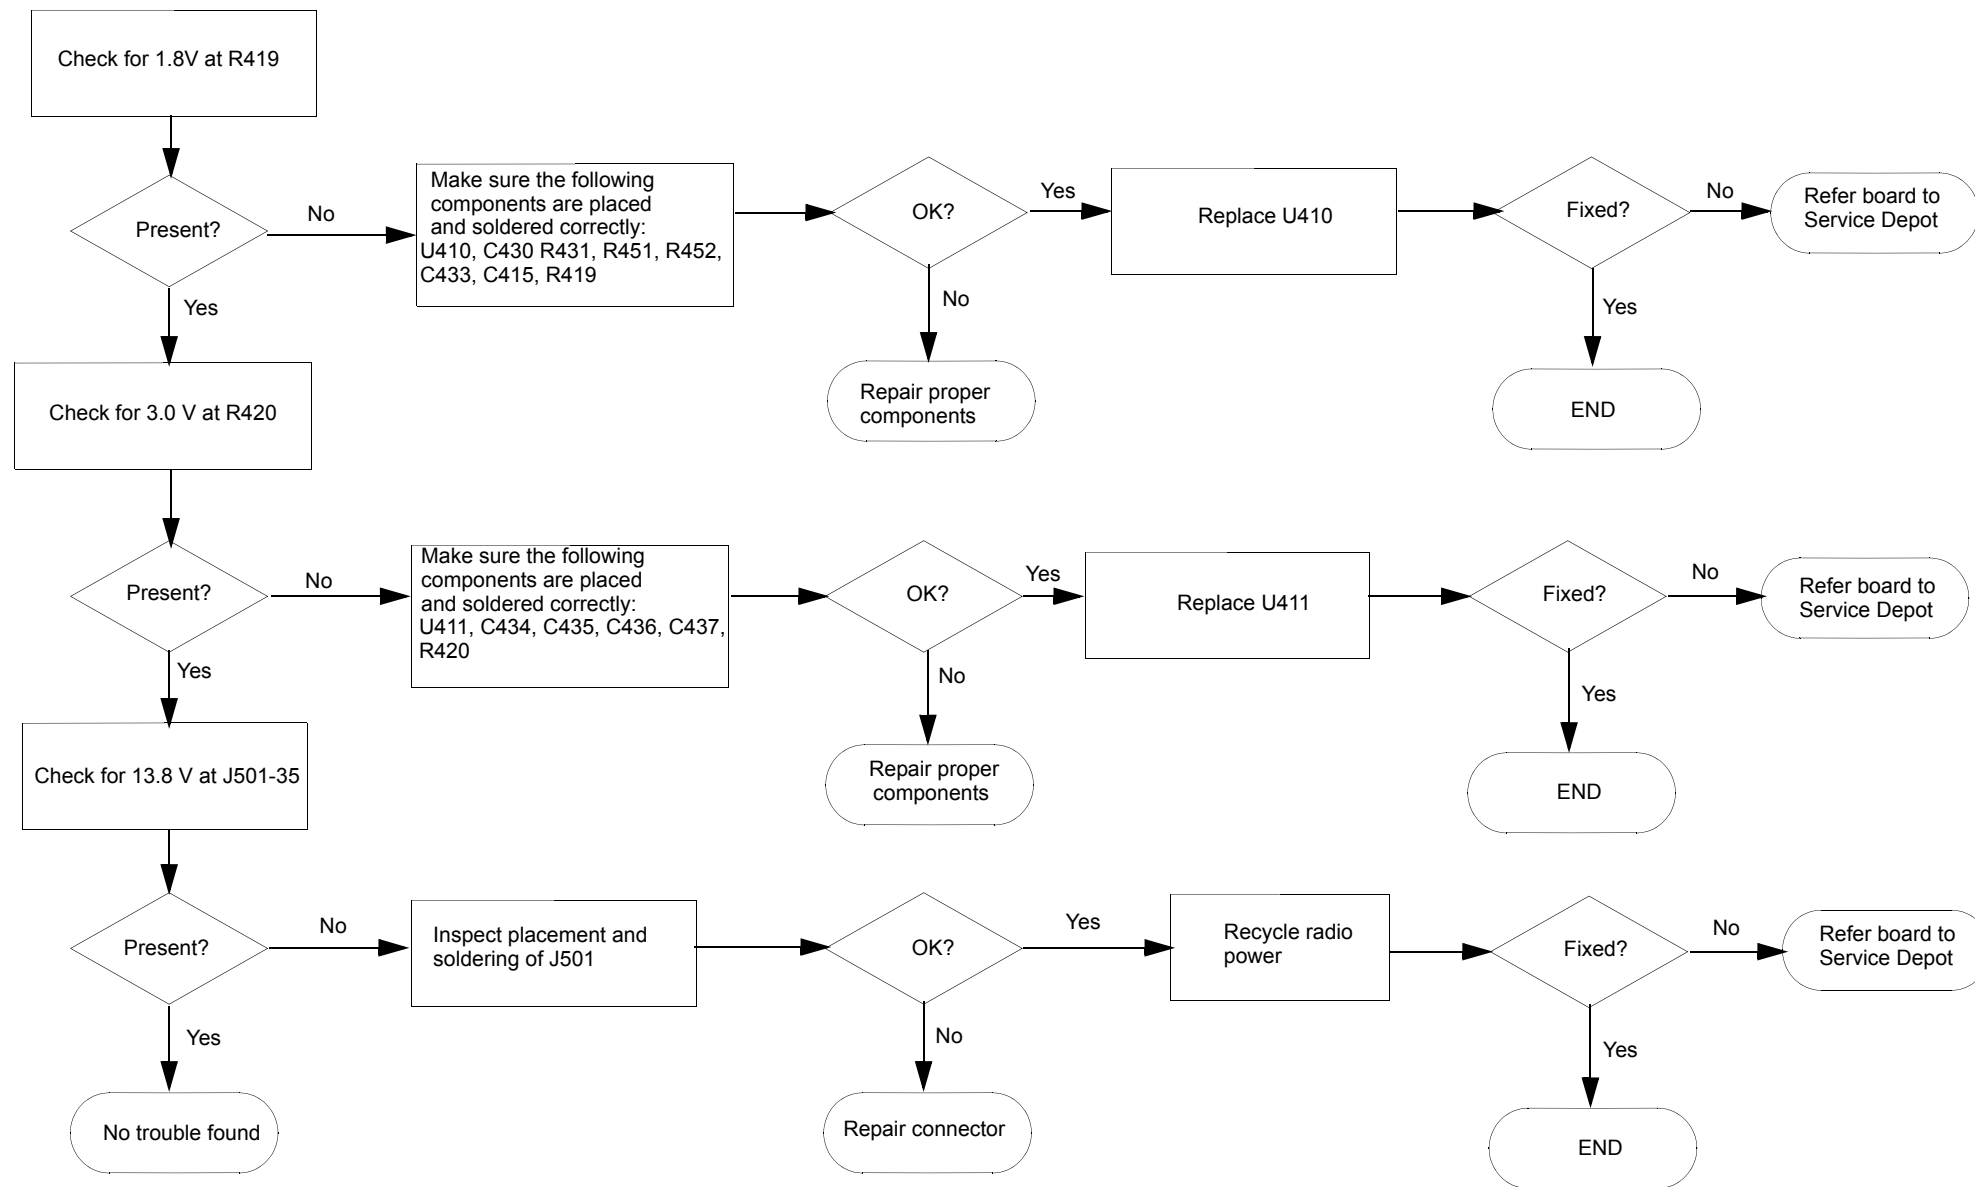 Check for 1.8V at R419
Present?
No
Make sure the following
components are placed
and soldered correctly:
U410, C430 R431, R451, R452,
C433, C415, R419
OK?
Yes
Replace U410
Fixed?
No
Refer board to
Service Depot
Yes
No
Yes
Repair proper
components
END
Check for 3.0 V at R420
Present?
No
Make sure the following
components are placed
and soldered correctly:
U411, C434, C435, C436, C437,
R420
OK?
Yes
Replace U411
Fixed?
No
Refer board to
Service Depot
Yes
No
Yes
Repair proper
components
END
Check for 13.8 V at J501-35
Present?
No
Inspect placement and
soldering of J501
OK?
Yes
Recycle radio
power
Fixed?
No
Refer board to
Service Depot
Yes
No
Yes
No trouble found
Repair connector
END